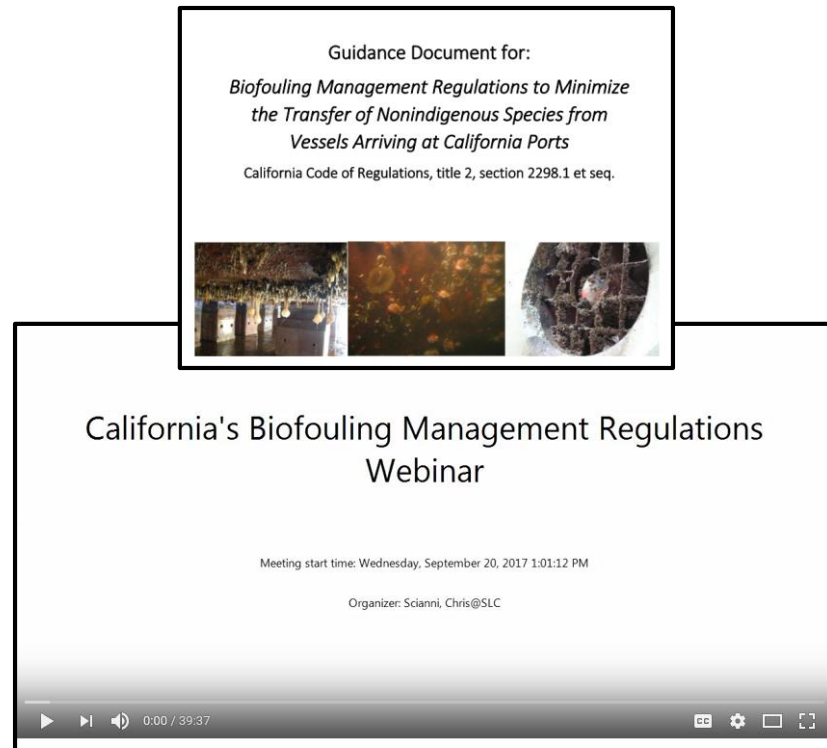 Guidance Document for:
Biofouling Management Regulations to Minimize
the Transfer of Nonindigenous Species from
Vessels Arriving at California Ports
California Code of Regulations, title 2, section 2298.1 et seq.
California's Biofouling Management Regulations
Webinar
Meeting start time: Wednesday, September 20, 2017 1:01:12 PM
Organizer: Scianni, Chris@SLC
0:00 / 39:37
CC